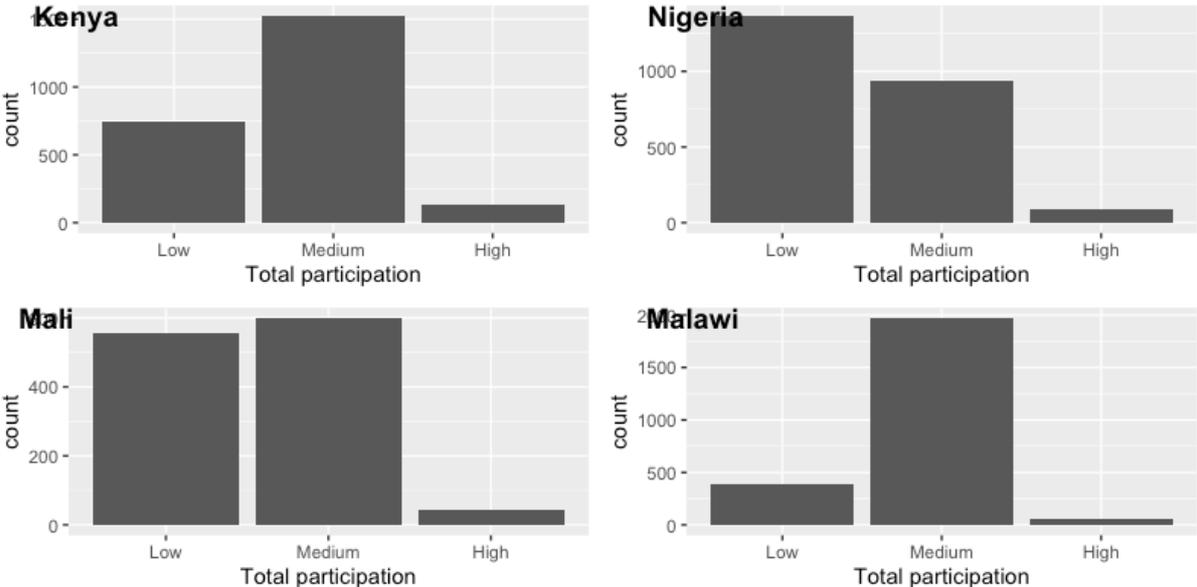 Kenya
1000
500
0
count
Low Medium High
Total participation
Nigeria
1000
500
0
count
Low Medium High
Total participation
Mali
400
200
0
count
Low Medium High
Total participation
Malawi
1500
1000
500
0
count
Low Medium High
Total participation